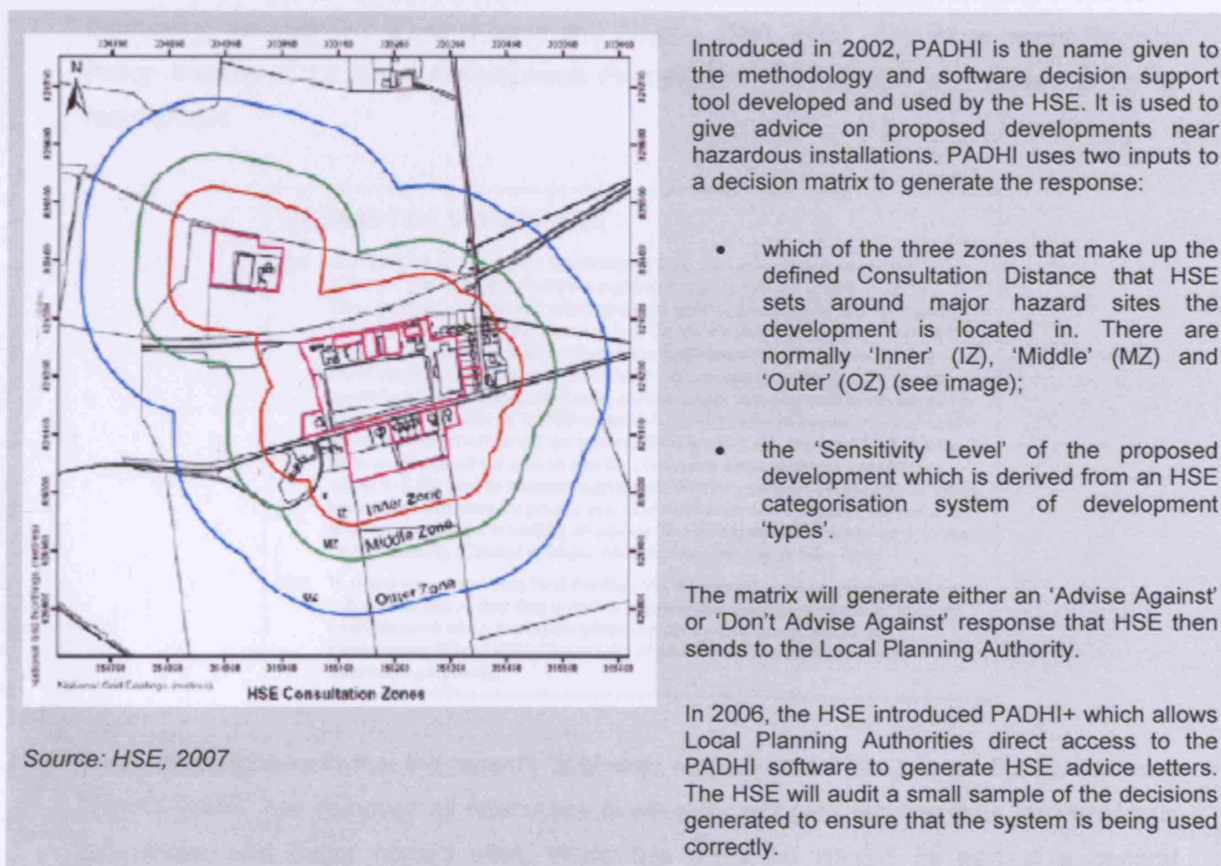 N
Inner Zone
IZ
Middle Zone
MZ
Outer Zone
HSE Consultation Zones
Source: HSE, 2007
Introduced in 2002, PADHI is the name given to
the methodology and software decision support
tool developed and used by the HSE. It is used to
give advice on proposed developments near
hazardous installations. PADHI uses two inputs to
a decision matrix to generate the response:
• which of the three zones that make up the
defined Consultation Distance that HSE
sets around major hazard sites the
development is located in. There are
normally 'Inner' (IZ), 'Middle' (MZ) and
'Outer' (OZ) (see image);
• the 'Sensitivity Level' of the proposed
development which is derived from an HSE
categorisation system of development
'types'.
The matrix will generate either an 'Advise Against'
or 'Don't Advise Against' response that HSE then
sends to the Local Planning Authority.
In 2006, the HSE introduced PADHI+ which allows
Local Planning Authorities direct access to the
PADHI software to generate HSE advice letters.
The HSE will audit a small sample of the decisions
generated to ensure that the system is being used
correctly.